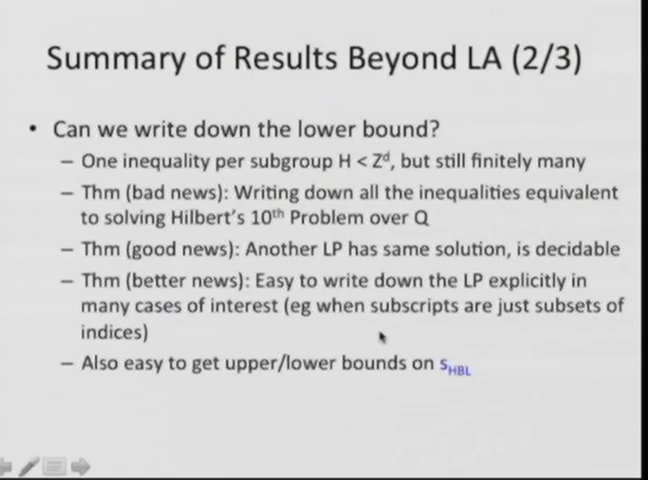 Summary of Results Beyond LA (2/3)
• Can we write down the lower bound?
– One inequality per subgroup H < Zᵈ, but still finitely many
– Thm (bad news): Writing down all the inequalities equivalent
to solving Hilbert's 10ᵗʰ Problem over Q
– Thm (good news): Another LP has same solution, is decidable
– Thm (better news): Easy to write down the LP explicitly in
many cases of interest (eg when subscripts are just subsets of
indices)
– Also easy to get upper/lower bounds on s_HBL